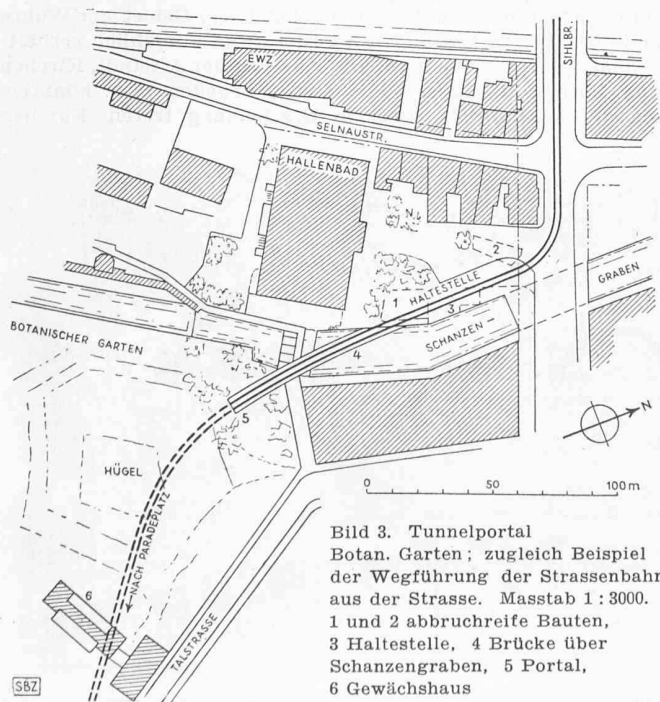 EWZ
SIHLBR.
SELNAUSTR.
HALLENBAD
2
GRABEN
1 HALTESTELLE
3
SCHANZEN
4
BOTANISCHER GARTEN
5
N
HÜGEL
NACH PARADEPLATZ
0 50 100 m
6
TALSTRASSE
SBZ
Bild 3. Tunnelportal
Botan. Garten; zugleich Beispiel
der Wegführung der Strassenbahn
aus der Strasse. Masstab 1 : 3000.
1 und 2 abbruchreife Bauten,
3 Haltestelle, 4 Brücke über
Schanzengraben, 5 Portal,
6 Gewächshaus